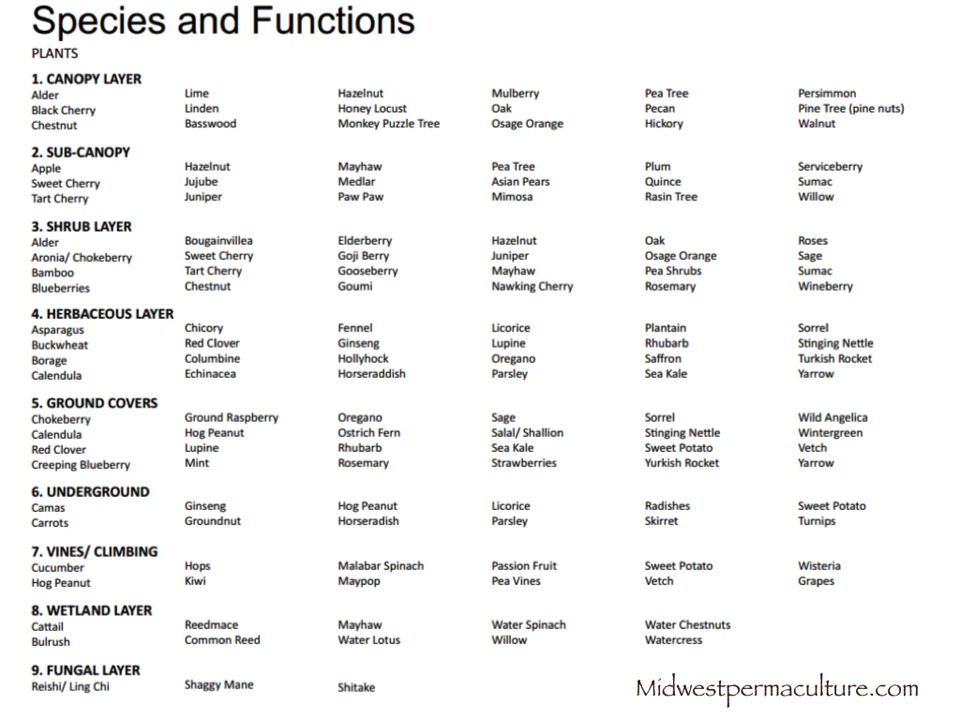 Species and Functions
PLANTS
1. CANOPY LAYER
Alder Lime Hazelnut Mulberry Pea Tree Persimmon
Black Cherry Linden Honey Locust Oak Pecan Pine Tree (pine nuts)
Chestnut Basswood Monkey Puzzle Tree Osage Orange Hickory Walnut
2. SUB-CANOPY
Apple Hazelnut Mayhaw Pea Tree Plum Serviceberry
Sweet Cherry Jujube Medlar Asian Pears Quince Sumac
Tart Cherry Juniper Paw Paw Mimosa Rasin Tree Willow
3. SHRUB LAYER
Alder Bougainvillea Elderberry Hazelnut Oak Roses
Aronia/ Chokeberry Sweet Cherry Goji Berry Juniper Osage Orange Sage
Bamboo Tart Cherry Gooseberry Mayhaw Pea Shrubs Sumac
Blueberries Chestnut Goumi Nawking Cherry Rosemary Wineberry
4. HERBACEOUS LAYER
Asparagus Chicory Fennel Licorice Plantain Sorrel
Buckwheat Red Clover Ginseng Lupine Rhubarb Stinging Nettle
Borage Columbine Hollyhock Oregano Saffron Turkish Rocket
Calendula Echinacea Horseraddish Parsley Sea Kale Yarrow
5. GROUND COVERS
Chokeberry Ground Raspberry Oregano Sage Sorrel Wild Angelica
Calendula Hog Peanut Ostrich Fern Salal/ Shallion Stinging Nettle Wintergreen
Red Clover Lupine Rhubarb Sea Kale Sweet Potato Vetch
Creeping Blueberry Mint Rosemary Strawberries Yurkish Rocket Yarrow
6. UNDERGROUND
Camas Ginseng Hog Peanut Licorice Radishes Sweet Potato
Carrots Groundnut Horseradish Parsley Skirret Turnips
7. VINES/ CLIMBING
Cucumber Hops Malabar Spinach Passion Fruit Sweet Potato Wisteria
Hog Peanut Kiwi Maypop Pea Vines Vetch Grapes
8. WETLAND LAYER
Cattail Reedmace Mayhaw Water Spinach Water Chestnuts
Bulrush Common Reed Water Lotus Willow Watercress
9. FUNGAL LAYER
Reishi/ Ling Chi Shaggy Mane Shitake
Midwestpermaculture.com